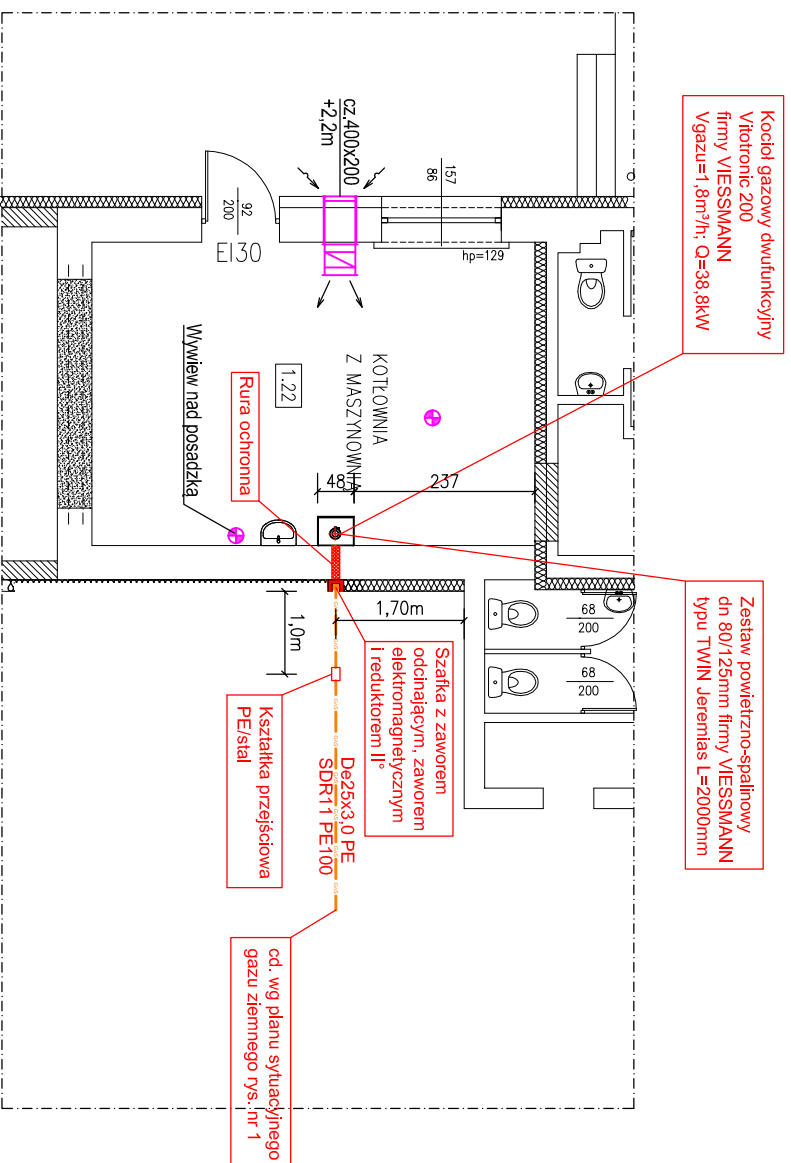 Kocioł gazowy dwufunkcyjny
Vitotronic 200
firmy VIESSMANN
Vgazu=1,8m³/h; Q=38,8kW
Zestaw powietrzno-spalinowy
dn 80/125mm firmy VIESSMANN
typu TWIN Jeremias L=2000mm
cz.400x200
+2,2m
157
86
hp=129
92
200
EI30
KOTŁOWNIA
Z MASZYNOWNIĄ
1.22
Wywiew nad posadzką
Rura ochronna
48
237
68
200
68
200
1,70m
1,0m
Szafka z zaworem
odcinającym, zaworem
elektromagnetycznym
i reduktorem II°
De25x3,0 PE
SDR11 PE100
Kształtka przejściowa
PE/stal
cd. wg planu sytuacyjnego
gazu ziemnego rys. nr 1